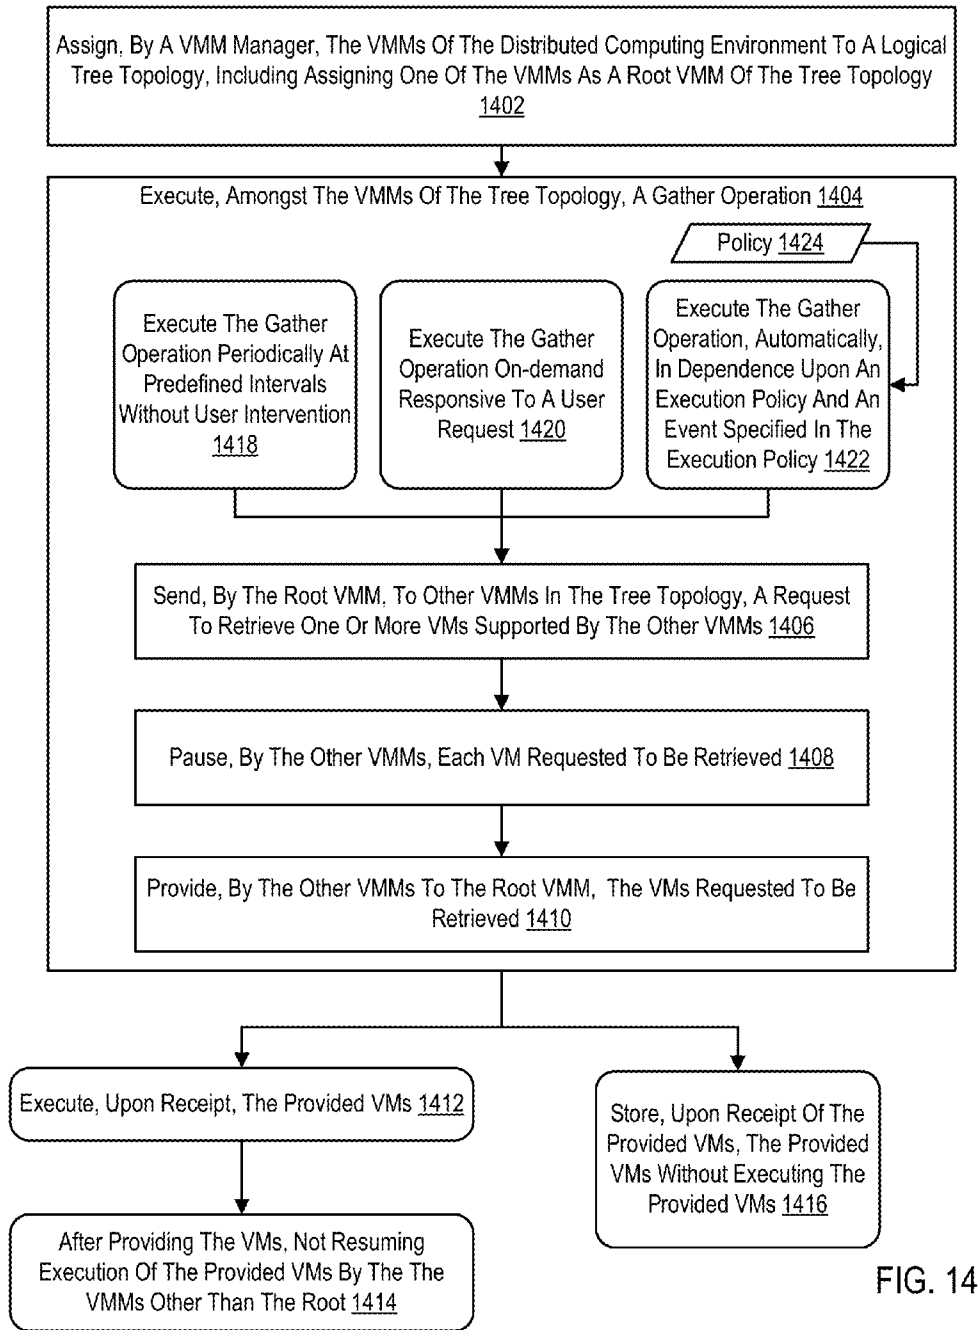 Assign, By A VMM Manager, The VMMs Of The Distributed Computing Environment To A Logical
Tree Topology, Including Assigning One Of The VMMs As A Root VMM Of The Tree Topology
1402
Execute, Amongst The VMMs Of The Tree Topology, A Gather Operation 1404
Policy 1424
Execute The Gather
Operation Periodically At
Predefined Intervals
Without User Intervention
1418
Execute The Gather
Operation On-demand
Responsive To A User
Request 1420
Execute The Gather
Operation, Automatically,
In Dependence Upon An
Execution Policy And An
Event Specified In The
Execution Policy 1422
Send, By The Root VMM, To Other VMMs In The Tree Topology, A Request
To Retrieve One Or More VMs Supported By The Other VMMs 1406
Pause, By The Other VMMs, Each VM Requested To Be Retrieved 1408
Provide, By The Other VMMs To The Root VMM, The VMs Requested To Be
Retrieved 1410
Execute, Upon Receipt, The Provided VMs 1412
After Providing The VMs, Not Resuming
Execution Of The Provided VMs By The The
VMMs Other Than The Root 1414
Store, Upon Receipt Of The
Provided VMs, The Provided
VMs Without Executing The
Provided VMs 1416
FIG. 14